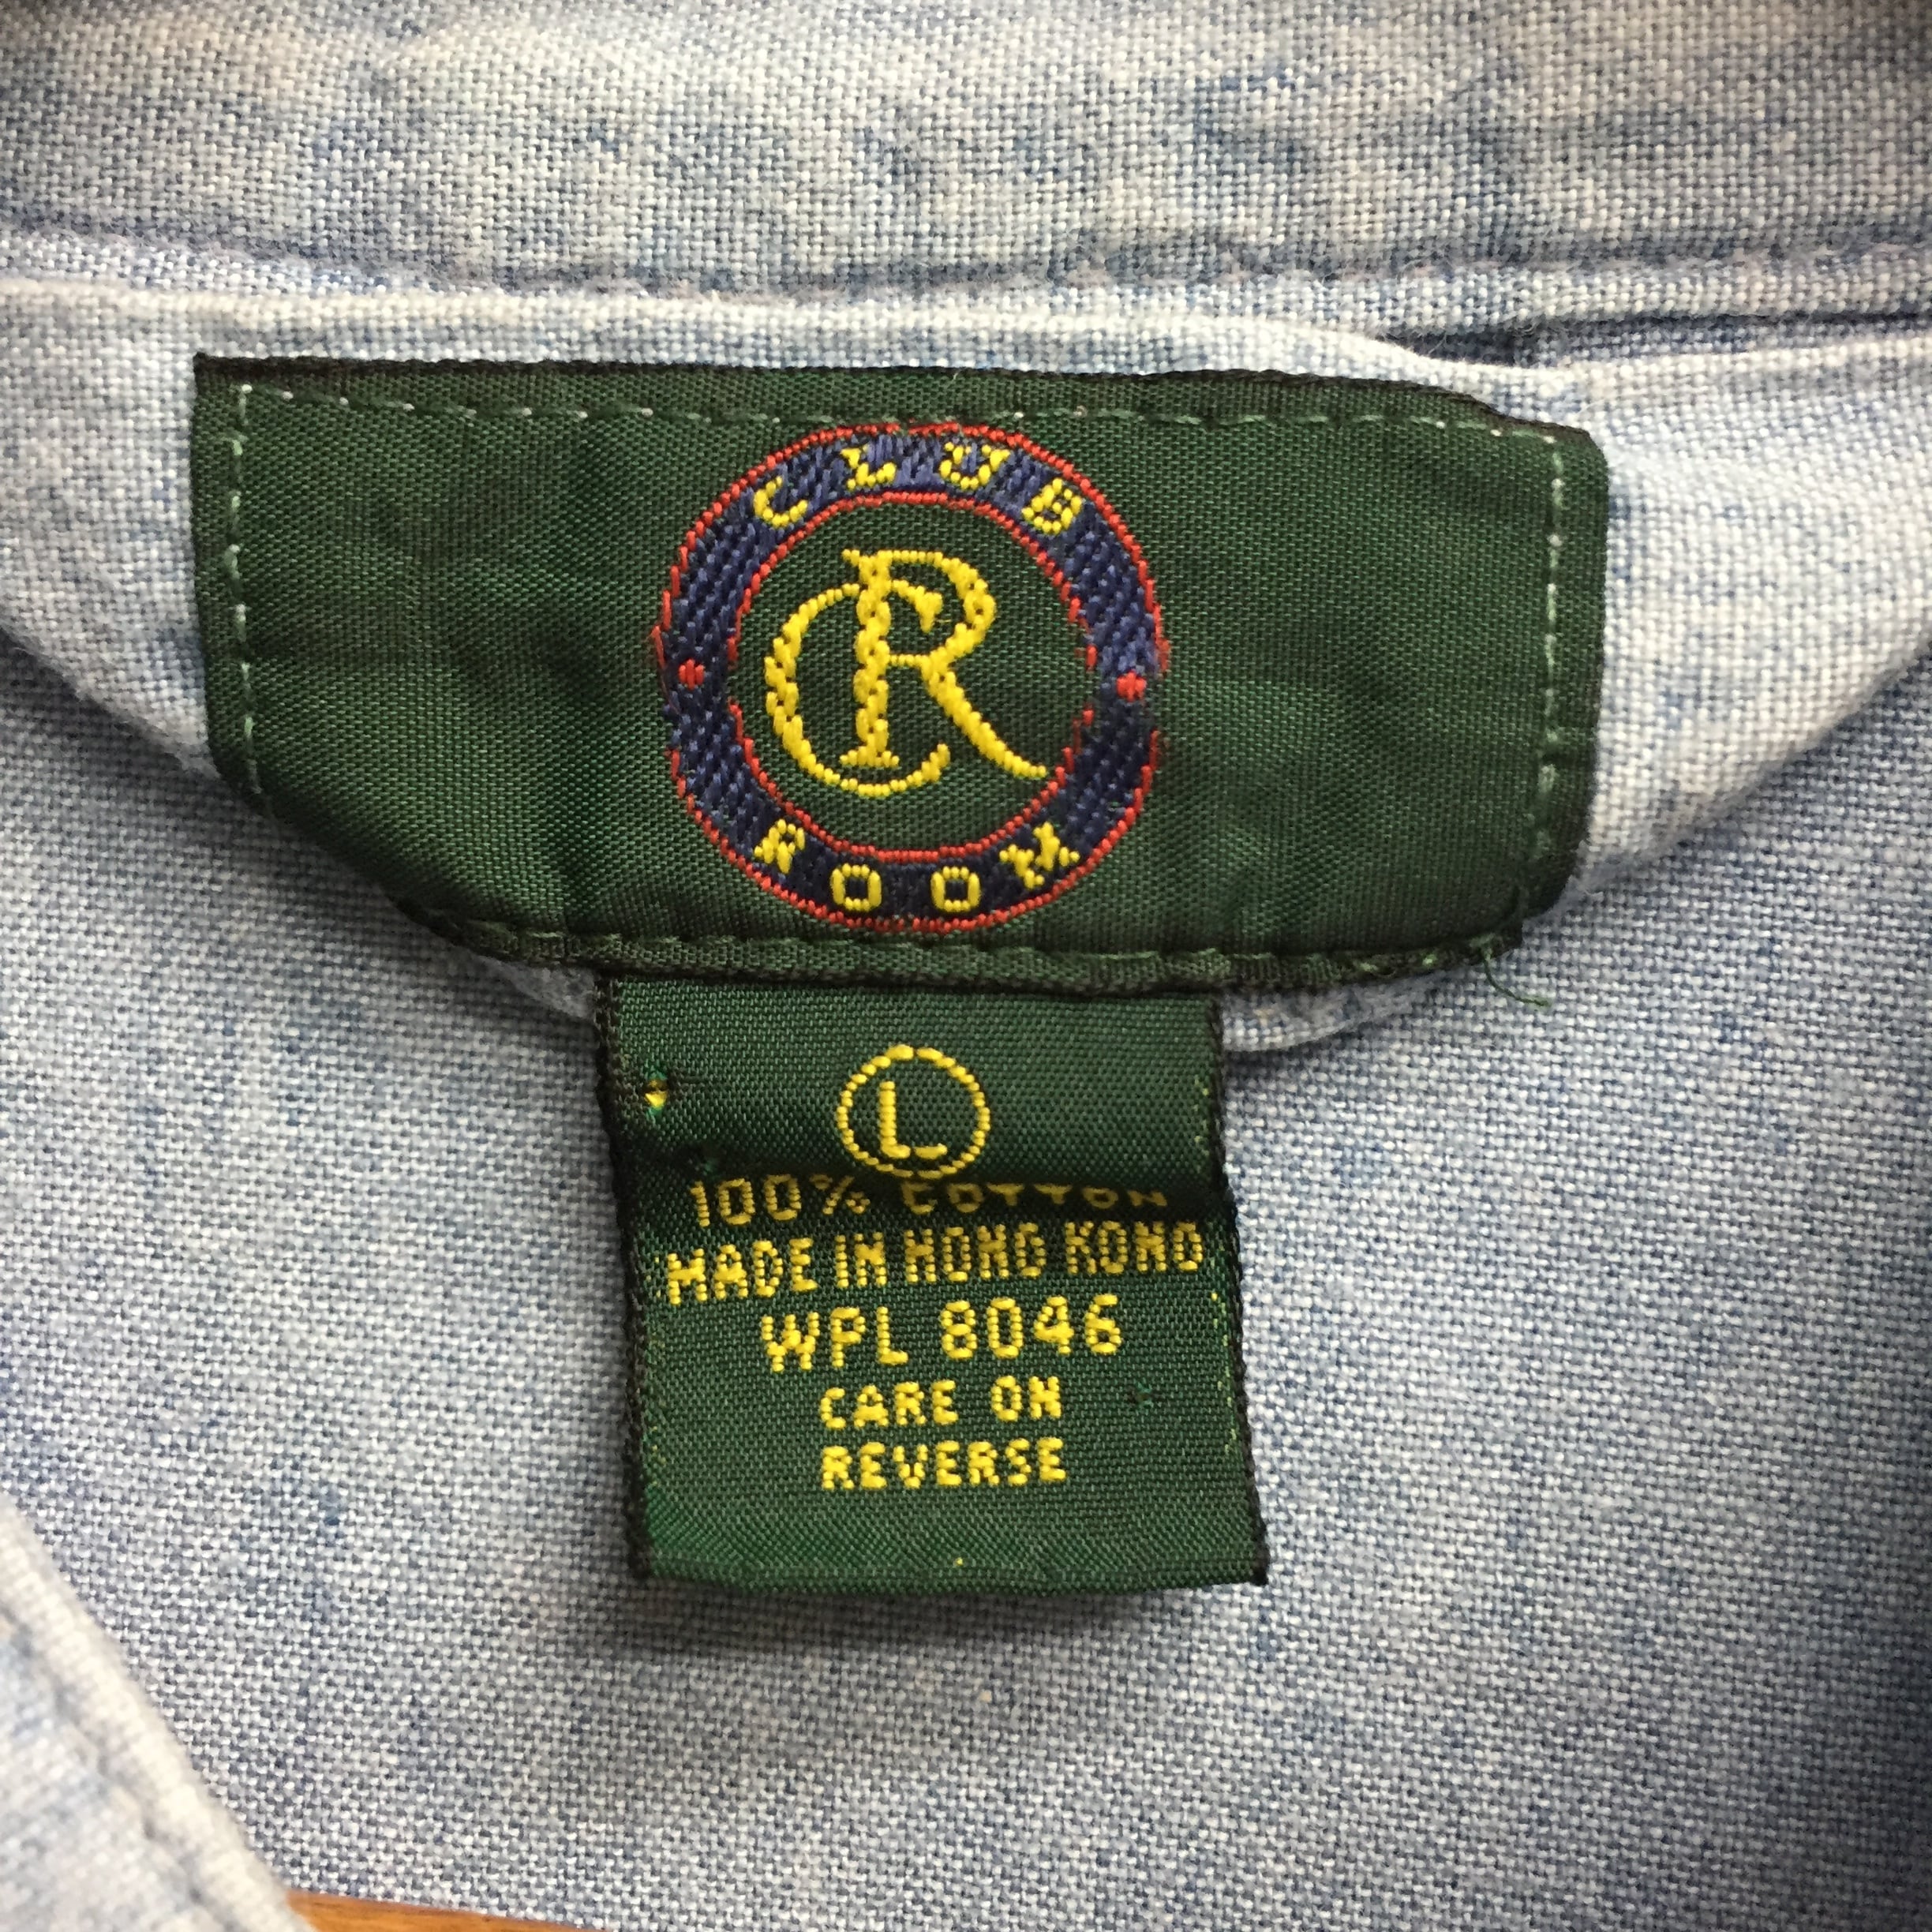 CLUB
CR
ROOM
L
100% COTTON
MADE IN HONG KONG
WPL 8046
CARE ON
REVERSE